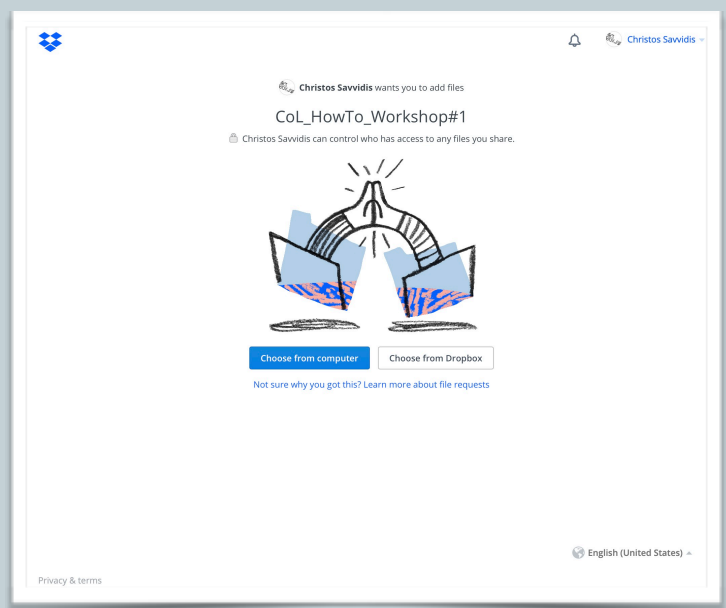 Christos Savvidis
Christos Savvidis wants you to add files
CoL_HowTo_Workshop#1
Christos Savvidis can control who has access to any files you share.
Choose from computer Choose from Dropbox
Not sure why you got this? Learn more about file requests
English (United States)
Privacy & terms